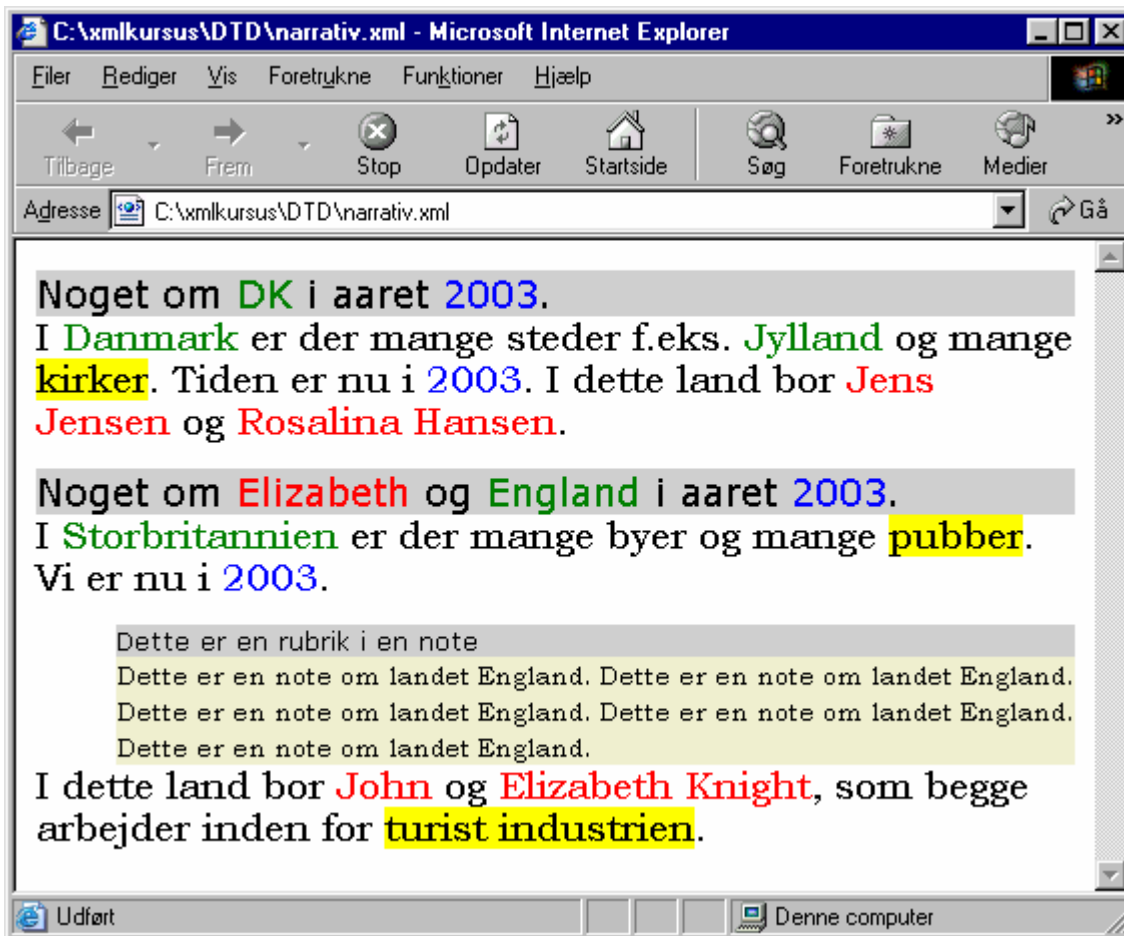 C:\xmlkursus\DTD\narrativ.xml - Microsoft Internet Explorer
Filer Rediger Vis Foretrukne Funktioner Hjælp
Tilbage Frem Stop Opdater Startside Søg Foretrukne Medier »
Adresse C:\xmlkursus\DTD\narrativ.xml Gå
Noget om DK i aaret 2003.
I Danmark er der mange steder f.eks. Jylland og mange
kirker. Tiden er nu i 2003. I dette land bor Jens
Jensen og Rosalina Hansen.
Noget om Elizabeth og England i aaret 2003.
I Storbritannien er der mange byer og mange pubber.
Vi er nu i 2003.
Dette er en rubrik i en note
Dette er en note om landet England. Dette er en note om landet England.
Dette er en note om landet England. Dette er en note om landet England.
Dette er en note om landet England.
I dette land bor John og Elizabeth Knight, som begge
arbejder inden for turist industrien.
Udført Denne computer